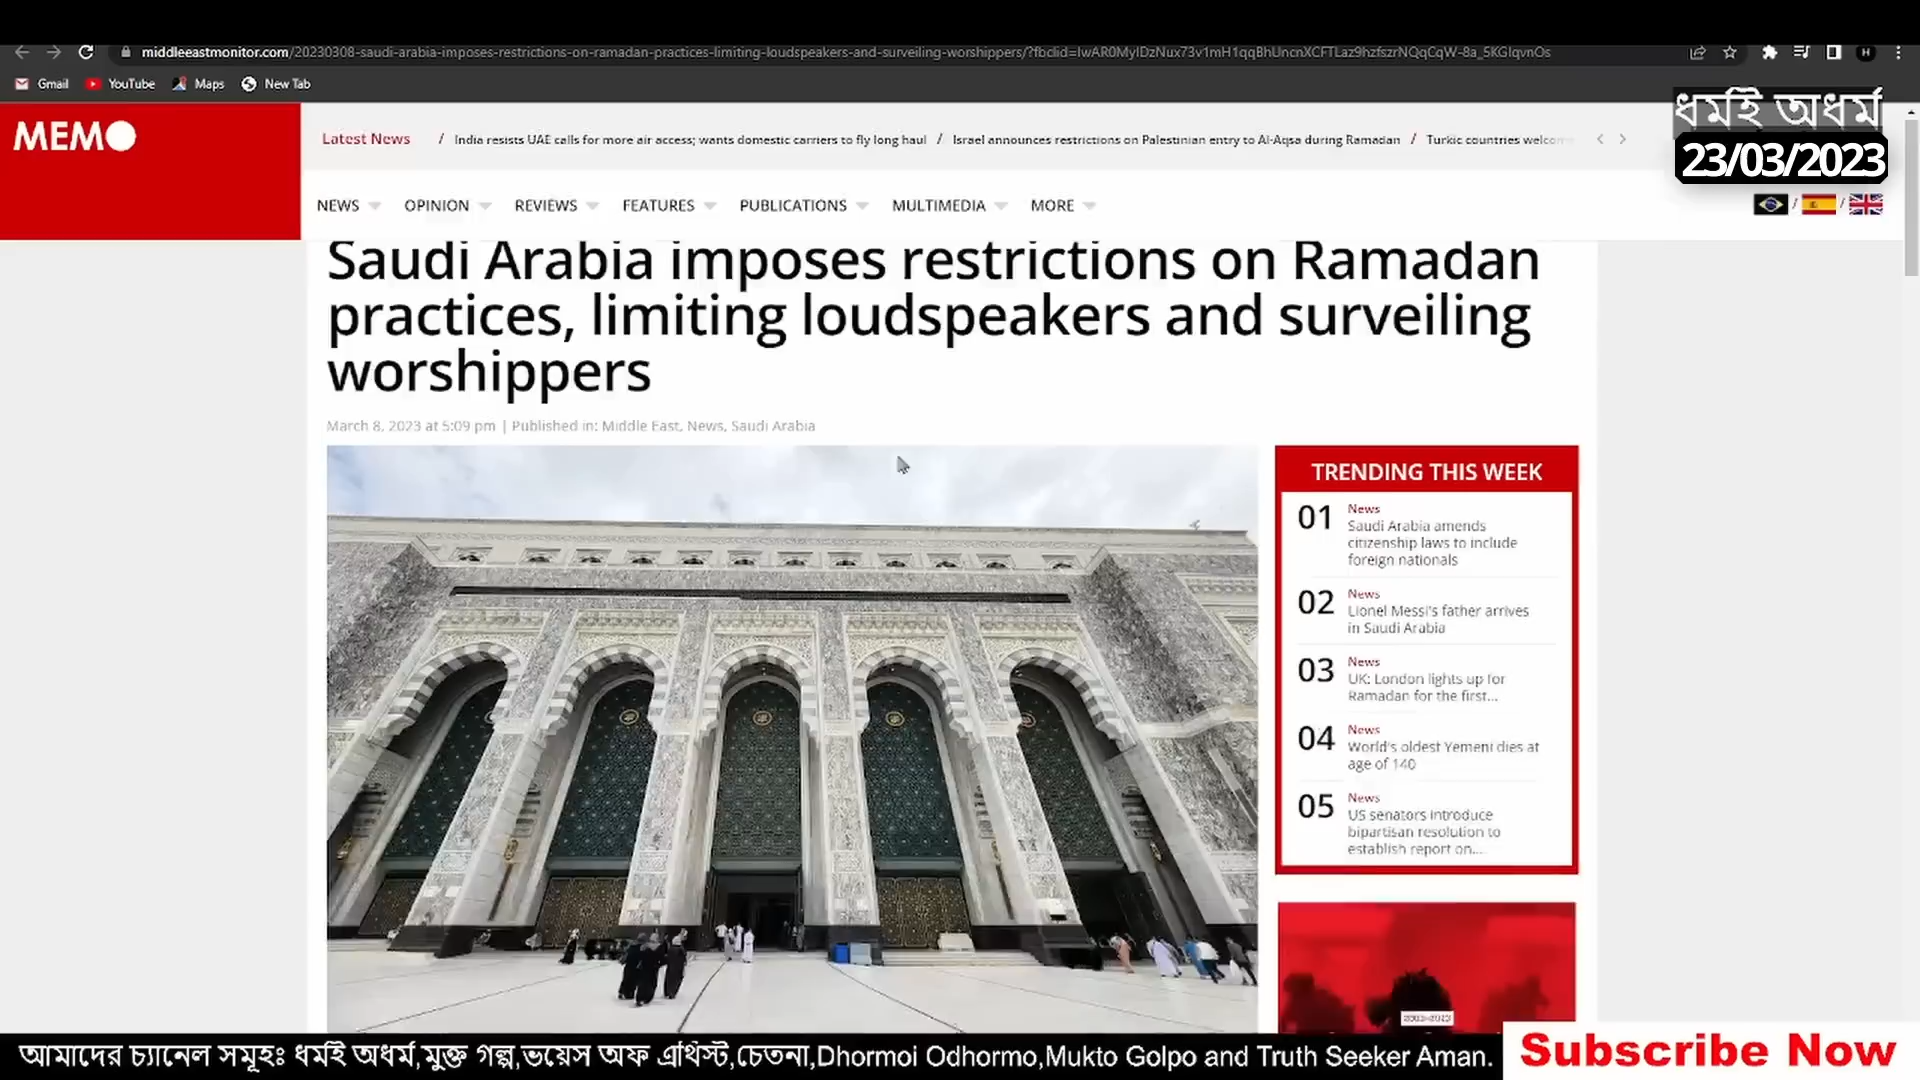 middleeastmonitor.com/20230308-saudi-arabia-imposes-restrictions-on-ramadan-practices-limiting-loudspeakers-and-surveiling-worshippers/
Gmail YouTube Maps New Tab
ধর্মই অধর্ম
23/03/2023
MEMO
Latest News / India resists UAE calls for more air access; wants domestic carriers to fly long haul / Israel announces restrictions on Palestinian entry to Al-Aqsa during Ramadan / Turkic countries welcom
NEWS OPINION REVIEWS FEATURES PUBLICATIONS MULTIMEDIA MORE
Saudi Arabia imposes restrictions on Ramadan
practices, limiting loudspeakers and surveiling
worshippers
March 8, 2023 at 5:09 pm | Published in: Middle East, News, Saudi Arabia
TRENDING THIS WEEK
01 News
Saudi Arabia amends
citizenship laws to include
foreign nationals
02 News
Lionel Messi's father arrives
in Saudi Arabia
03 News
UK: London lights up for
Ramadan for the first...
04 News
World's oldest Yemeni dies at
age of 140
05 News
US senators introduce
bipartisan resolution to
establish report on...
আমাদের চ্যানেল সমূহঃ ধর্মই অধর্ম,মুক্ত গল্প,ভয়েস অফ এথিস্ট,চেতনা,Dhormoi Odhormo,Mukto Golpo and Truth Seeker Aman.
Subscribe Now